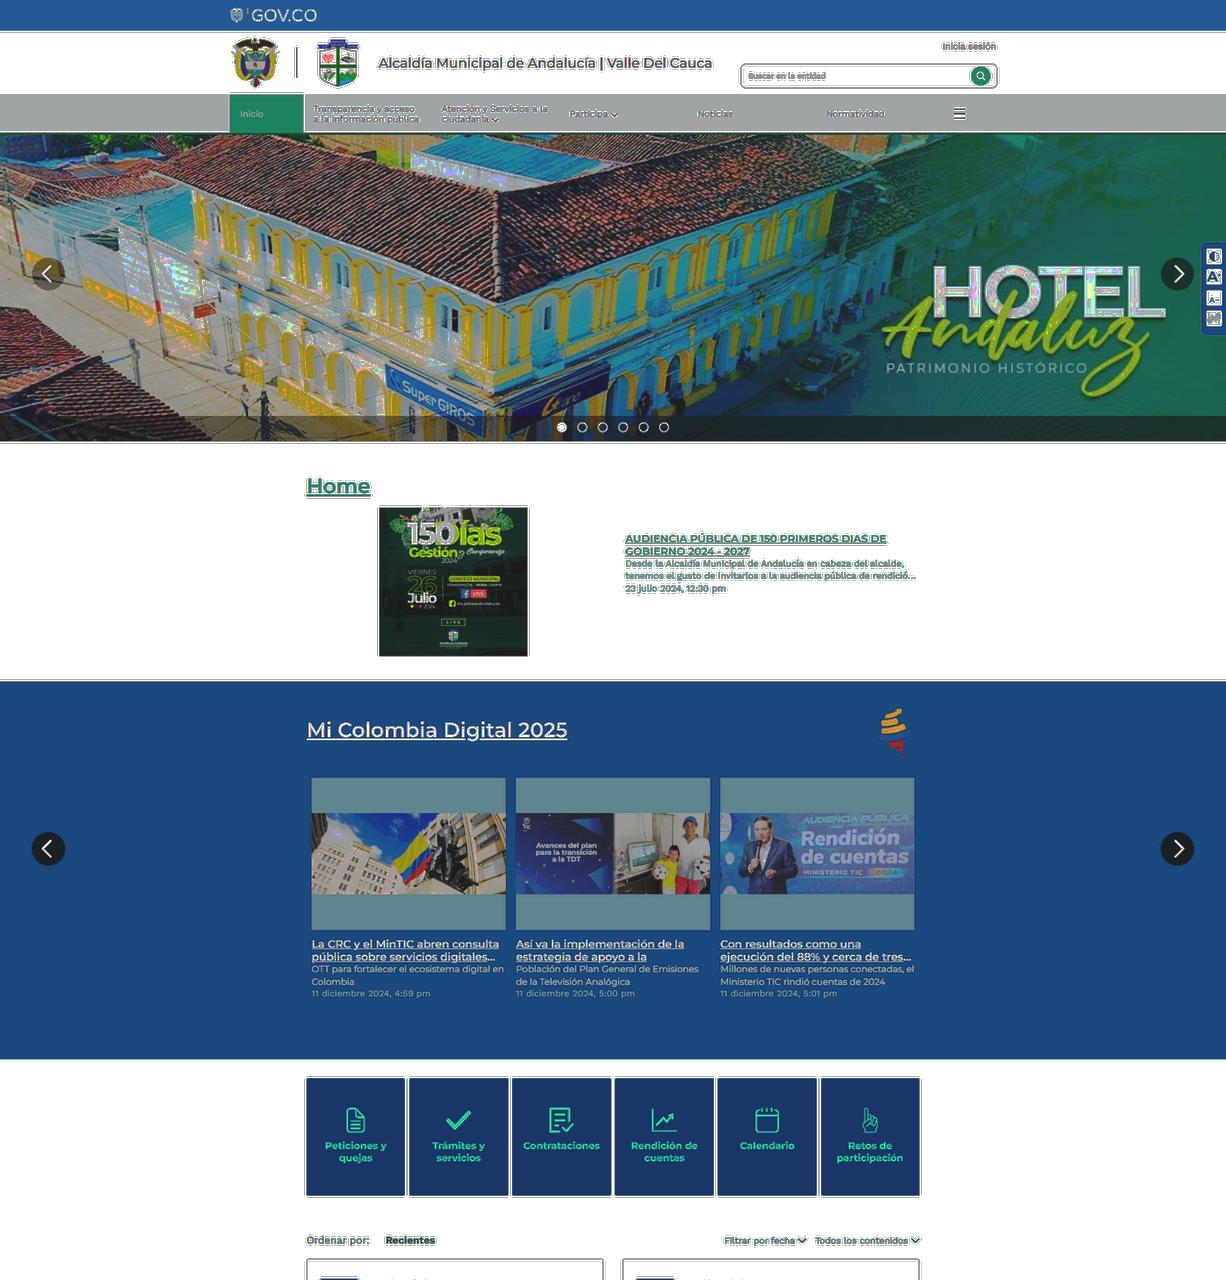 GOV.CO
Inicia sesión
Alcaldía Municipal de Andalucía | Valle Del Cauca
Buscar en la entidad
Inicio
Transparencia y acceso
a la información pública
Atención y Servicios a la
ciudadanía
Participa
Noticias
Normatividad
HOTEL
Andaluz
PATRIMONIO HISTÓRICO
Super GIROS
Gane
Home
150 Días
Gestión y Compromiso
2024
VIERNES
26
Julio
2024
CONCEJO MUNICIPAL
LIVE
AlcaldiadeAndalucia
LIVE
AUDIENCIA PÚBLICA DE 150 PRIMEROS DIAS DE
GOBIERNO 2024 - 2027
Desde la Alcaldía Municipal de Andalucía en cabeza del alcalde,
tenemos el gusto de invitarlos a la audiencia pública de rendició...
23 julio 2024, 12:30 pm
Mi Colombia Digital 2025
TIC
Avances del plan
para la transición
a la TDT
AUDIENCIA PÚBLICA
Rendición
de cuentas
MINISTERIO TIC 2024
La CRC y el MinTIC abren consulta
pública sobre servicios digitales...
OTT para fortalecer el ecosistema digital en
Colombia
11 diciembre 2024, 4:59 pm
Así va la implementación de la
estrategia de apoyo a la
Población del Plan General de Emisiones
de la Televisión Analógica
11 diciembre 2024, 5:00 pm
Con resultados como una
ejecución del 88% y cerca de tres...
Millones de nuevas personas conectadas, el
Ministerio TIC rindió cuentas de 2024
11 diciembre 2024, 5:01 pm
Peticiones y
quejas
Trámites y
servicios
Contrataciones
Rendición de
cuentas
Calendario
Retos de
participación
Ordenar por:
Recientes
Filtrar por fecha
Todos los contenidos